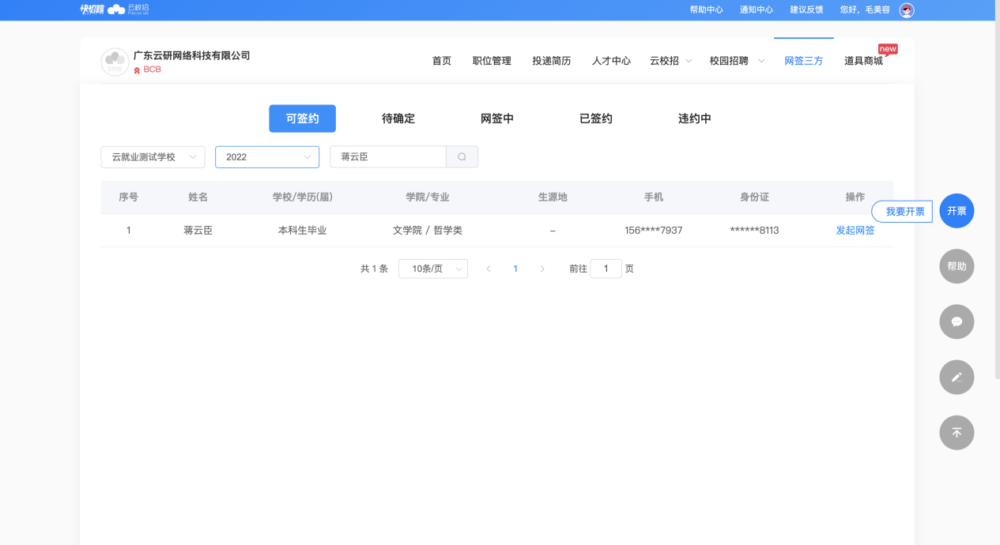 快招聘 云校招 帮助中心 通知中心 建议反馈 您好，毛美容
广东云研网络科技有限公司
BCB
首页 职位管理 投递简历 人才中心 云校招 校园招聘 网签三方 道具商城 new
可签约 待确定 网签中 已签约 违约中
云就业测试学校 2022 蒋云臣
序号 姓名 学校/学历(届) 学院/专业 生源地 手机 身份证 操作
我要开票 开票
1 蒋云臣 本科生毕业 文学院 / 哲学类 – 156****7937 ******8113 发起网签
共 1 条 10条/页 1 前往 1 页
帮助